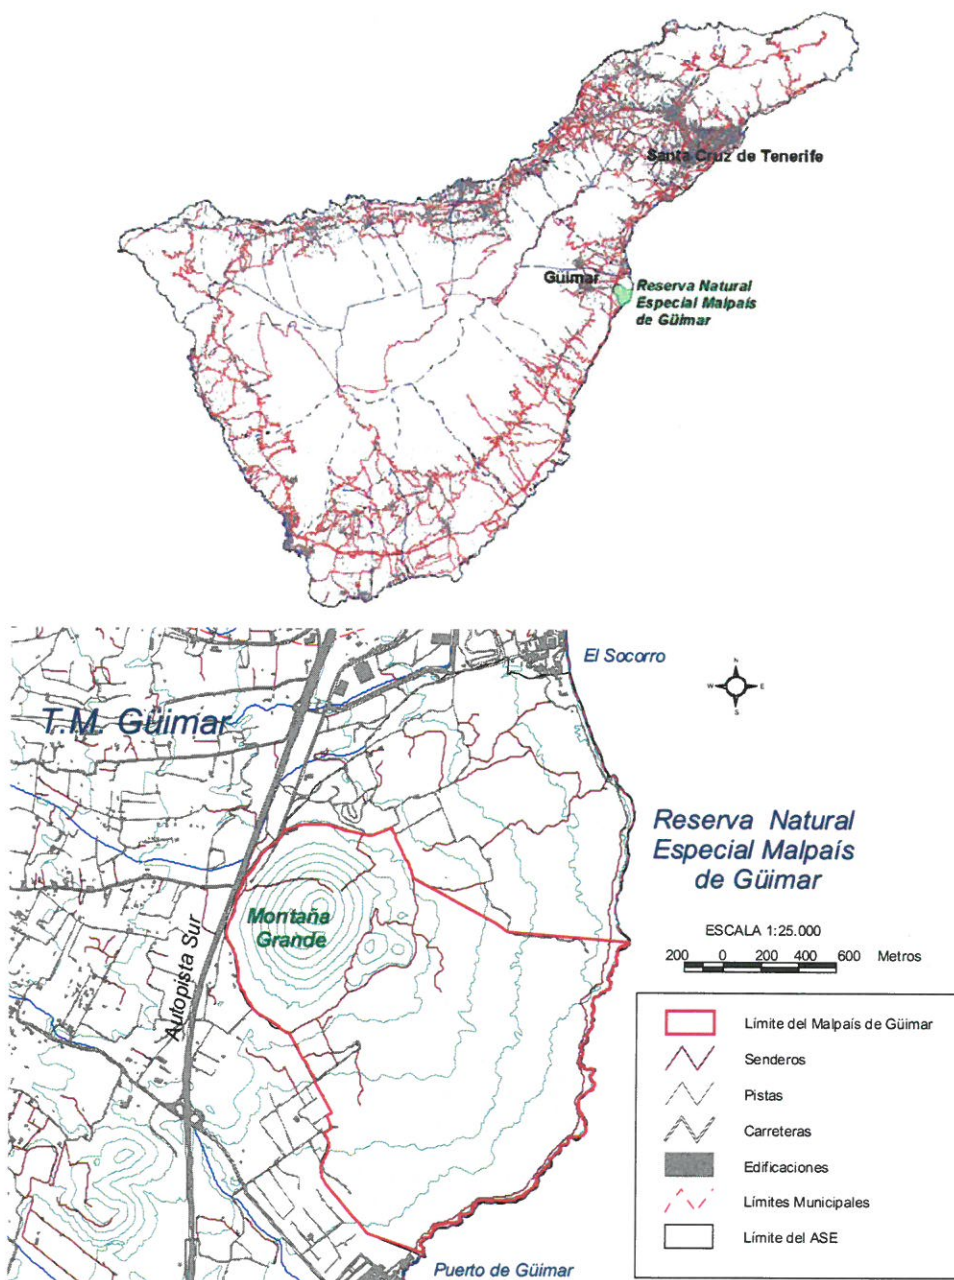 Santa Cruz de Tenerife
Güimar
Reserva Natural
Especial Malpaís
de Güimar
El Socorro
N
W E
S
T.M. Güimar
Reserva Natural
Especial Malpaís
de Güimar
Montaña
Grande
Autopista Sur
ESCALA 1:25.000
200 0 200 400 600 Metros
Límite del Malpaís de Güimar
Senderos
Pistas
Carreteras
Edificaciones
Límites Municipales
Límite del ASE
Puerto de Güimar